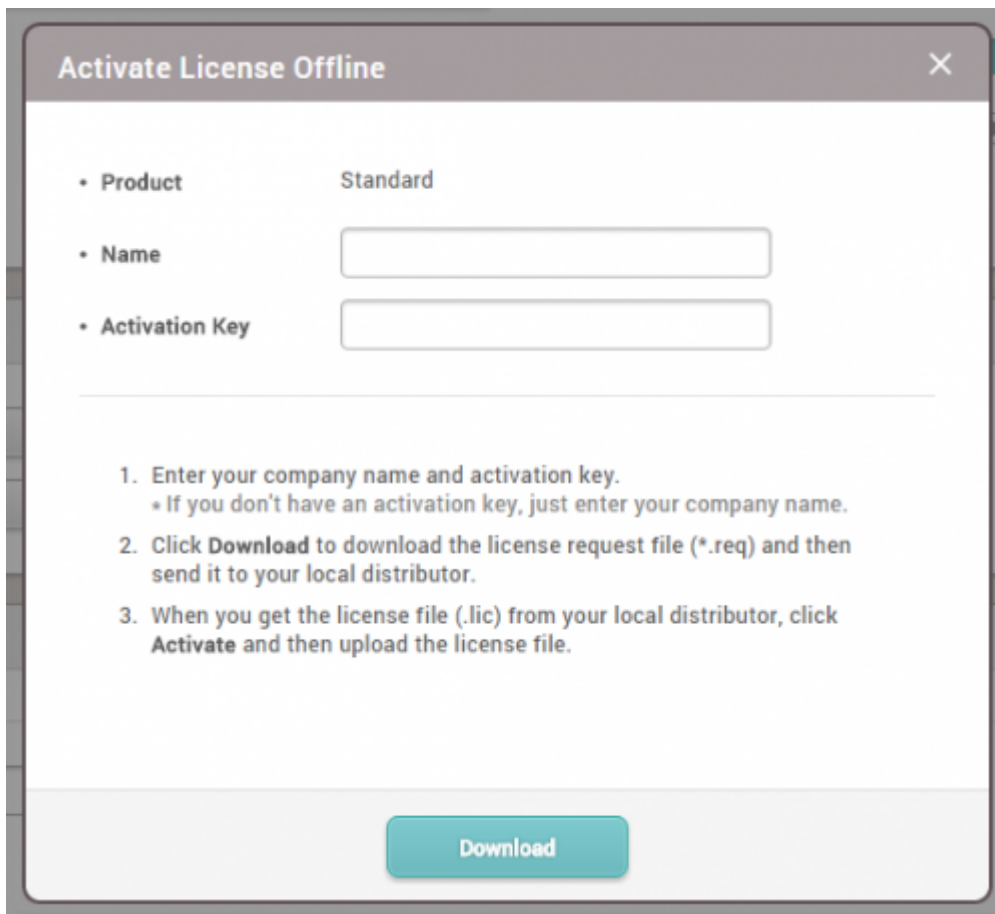 Activate License Offline
• Product Standard
• Name
• Activation Key
1. Enter your company name and activation key.
* If you don't have an activation key, just enter your company name.
2. Click Download to download the license request file (*.req) and then
send it to your local distributor.
3. When you get the license file (.lic) from your local distributor, click
Activate and then upload the license file.
Download